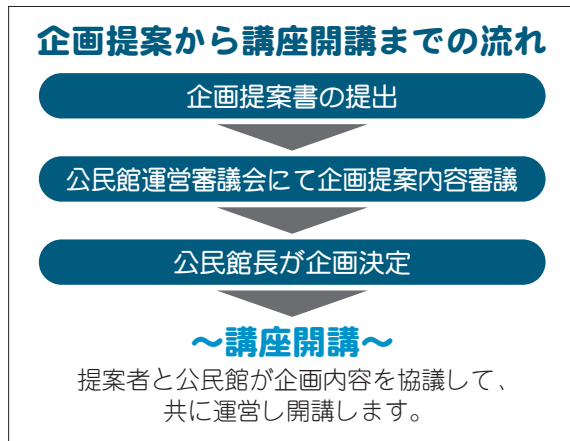 企画提案から講座開講までの流れ
企画提案書の提出
公民館運営審議会にて企画提案内容審議
公民館長が企画決定
〜講座開講〜
提案者と公民館が企画内容を協議して、
共に運営し開講します。